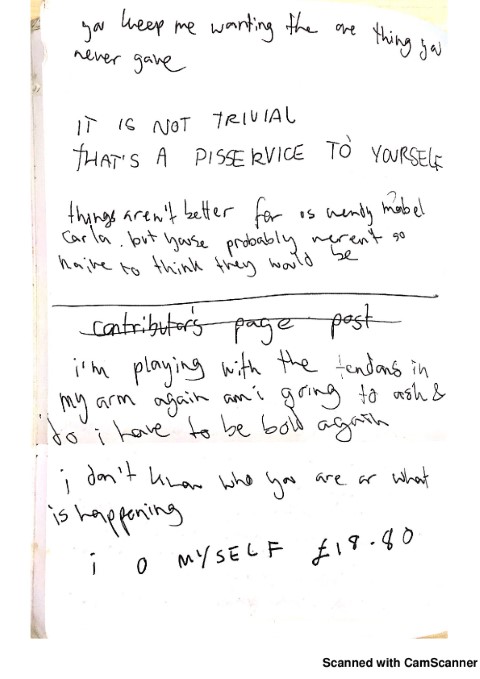 you keep me wanting the one thing you
never gave
IT IS NOT TRIVIAL
THAT'S A DISSERVICE TO YOURSELF
things aren't better for us wendy mabel
carla. but you probably weren't so
naive to think they would be
contributor's page post
i'm playing with the tendons in
my arm again am i going to ask &
do i have to be bold again
i don't know who you are or what
is happening
i O MYSELF £18.80
Scanned with CamScanner